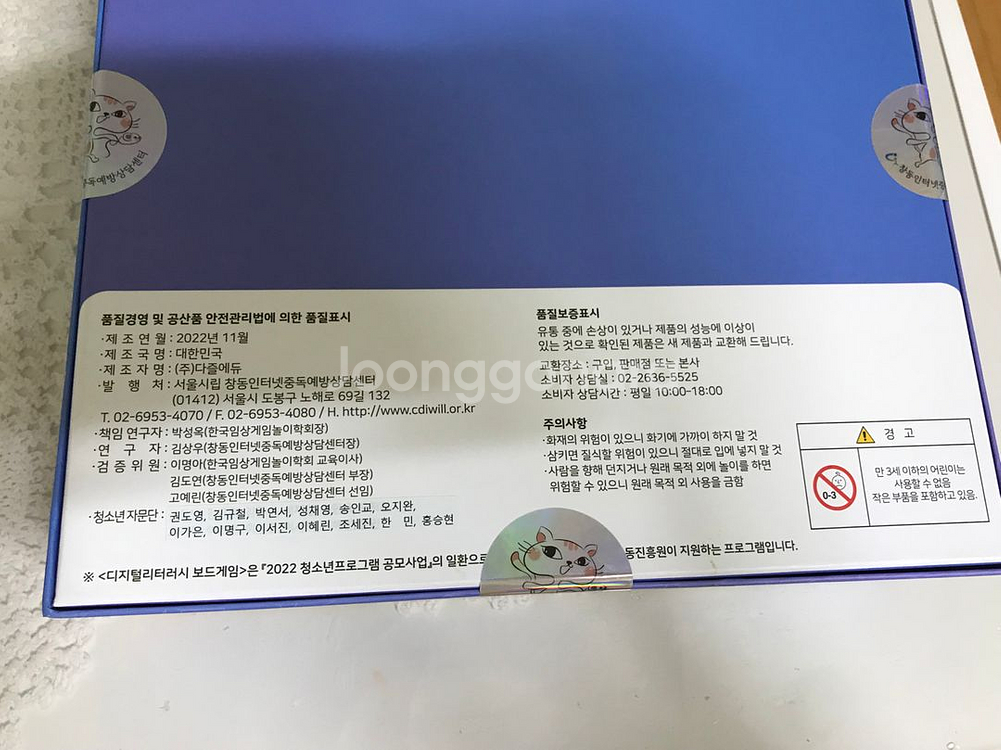 품질경영 및 공산품 안전관리법에 의한 품질표시
·제 조 연 월 : 2022년 11월
·제 조 국 명 : 대한민국
·제 조 자 명 : (주)다즐에듀
·발 행 처 : 서울시립 창동인터넷중독예방상담센터
(01412) 서울시 도봉구 노해로 69길 132
T. 02-6953-4070 / F. 02-6953-4080 / H. http://www.cdiwill.or.kr
·책임 연구자 : 박성옥(한국임상게임놀이학회장)
·연 구 자 : 김상우(창동인터넷중독예방상담센터장)
·검 증 위 원 : 이명아(한국임상게임놀이학회 교육이사)
김도연(창동인터넷중독예방상담센터 부장)
고예린(창동인터넷중독예방상담센터 선임)
·청소년 자문단 : 권도영, 김규철, 박연서, 성채영, 송인교, 오지완,
이가은, 이명구, 이서진, 이혜린, 조세진, 한 민, 홍승현
※ <디지털리터러시 보드게임>은 『2022 청소년프로그램 공모사업』의 일환으로 동진흥원이 지원하는 프로그램입니다.
품질보증표시
유통 중에 손상이 있거나 제품의 성능에 이상이
있는 것으로 확인된 제품은 새 제품과 교환해 드립니다.
교환장소 : 구입, 판매점 또는 본사
소비자 상담실 : 02-2636-5525
소비자 상담시간 : 평일 10:00-18:00
주의사항
·화재의 위험이 있으니 화기에 가까이 하지 말 것
·삼키면 질식할 위험이 있으니 절대로 입에 넣지 말 것
·사람을 향해 던지거나 원래 목적 외에 놀이를 하면
위험할 수 있으니 원래 목적 외 사용을 금함
경 고
0-3
만 3세 이하의 어린이는
사용할 수 없음
작은 부품을 포함하고 있음.
중독예방상담센터
창동인터넷중
loongg